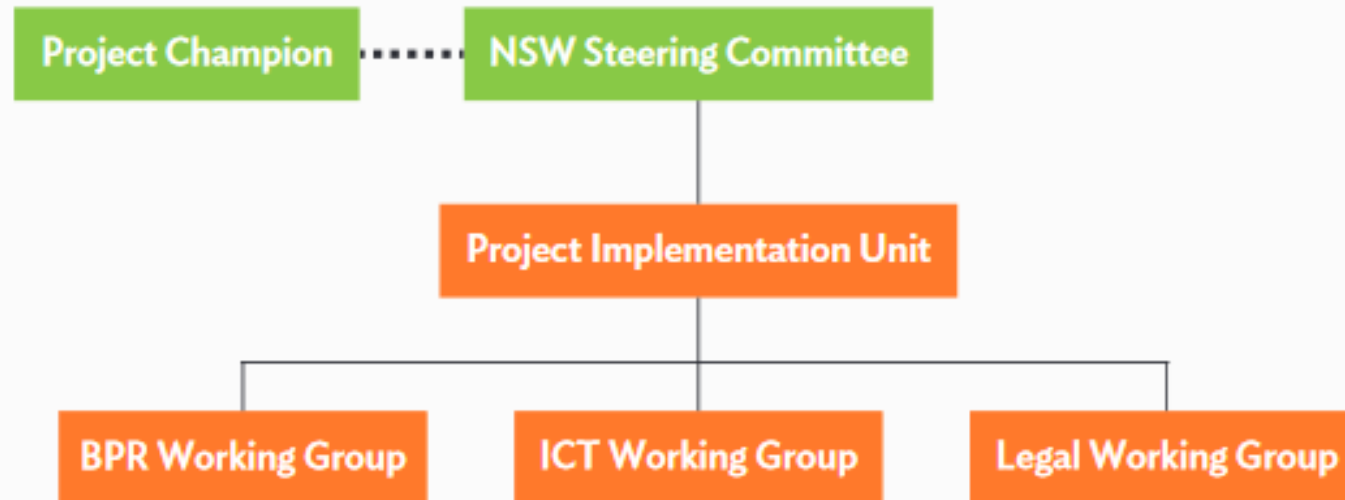 Project Champion
NSW Steering Committee
Project Implementation Unit
BPR Working Group
ICT Working Group
Legal Working Group